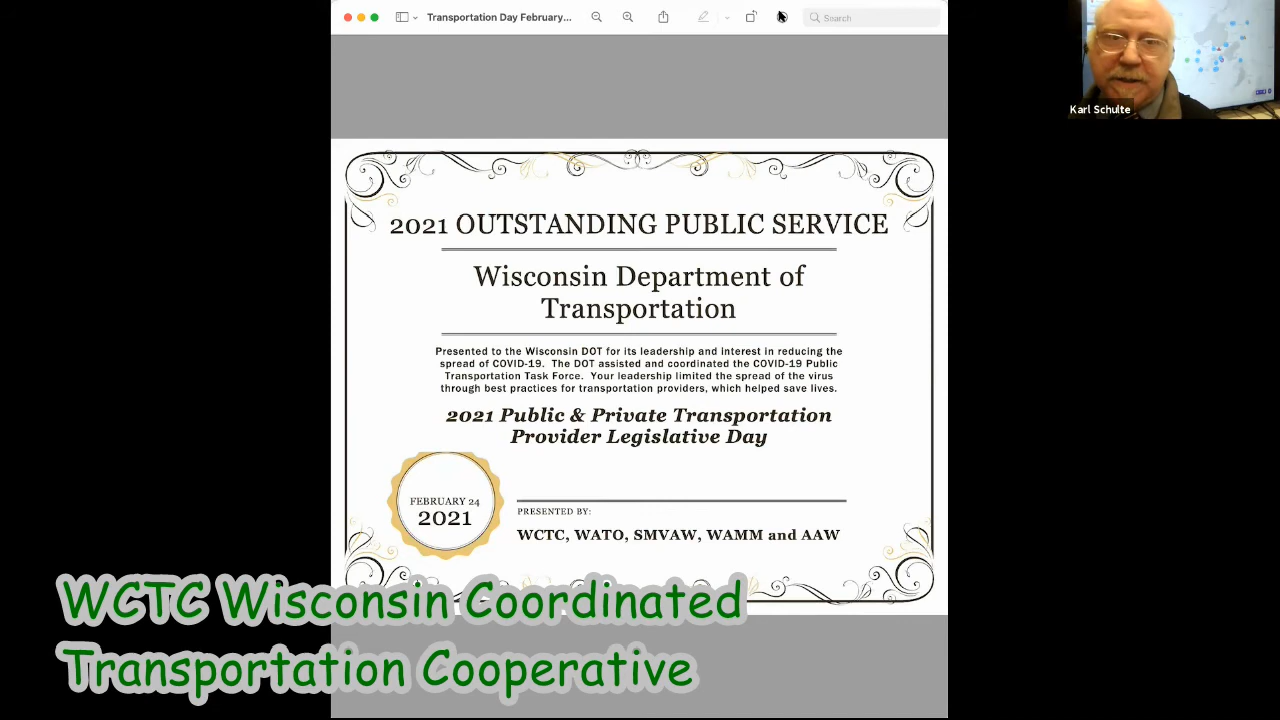 Transportation Day February...
Search
Karl Schulte
2021 OUTSTANDING PUBLIC SERVICE
Wisconsin Department of
Transportation
Presented to the Wisconsin DOT for its leadership and interest in reducing the
spread of COVID-19. The DOT assisted and coordinated the COVID-19 Public
Transportation Task Force. Your leadership limited the spread of the virus
through best practices for transportation providers, which helped save lives.
2021 Public & Private Transportation
Provider Legislative Day
FEBRUARY 24
2021
PRESENTED BY:
WCTC, WATO, SMVAW, WAMM and AAW
WCTC Wisconsin Coordinated
Transportation Cooperative